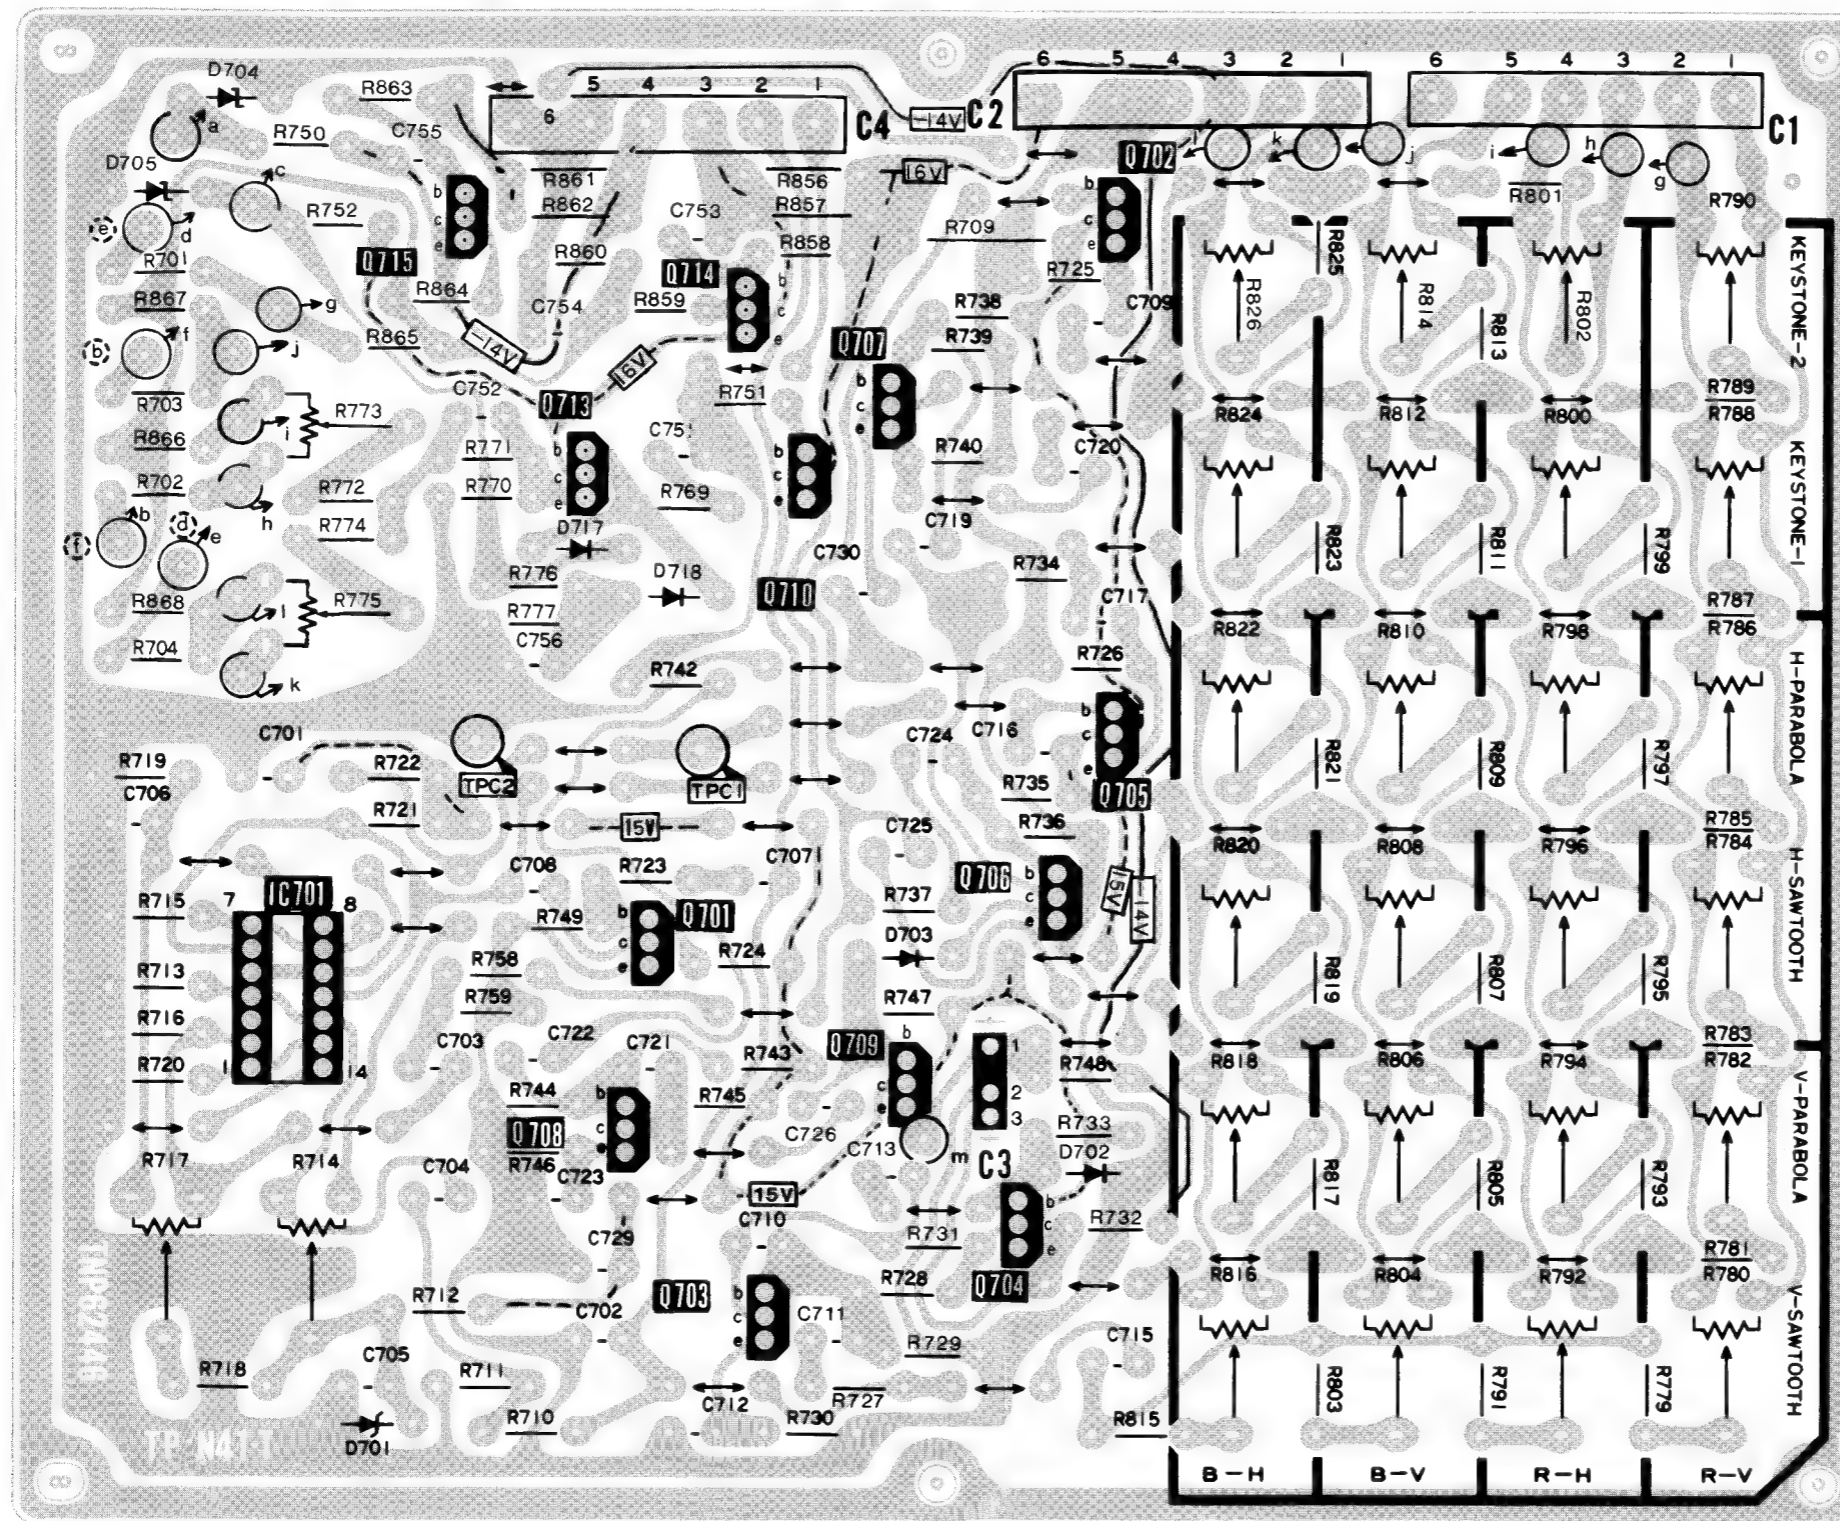 6 5 4 3 2 1 6 5 4 3 2 1
D704 R863 5 4 3 2 1
a C755 6 C4 -14V C2 C1
R750 Q702 l k j i h g
D705 c R861 R856 16V
b R862 R857 R801 R790
R752 c C753 R709 c
e d e R858 e
R701 Q715 R860 Q714 R725 R825 KEYSTONE-2
R867 R864 C754 R859 b R738 C709 R826 R814 R813 R802
g c
f R865 -14V e Q707 R739
b j 16V
C752 R751 b R789
R703 Q713 c R824 R812 R800 R788
R773 C751 e C720
R866 i R771 b b R740 KEYSTONE-1
R702 R772 R770 c R769 c
b d e h e e C719
f R774 D717 C730 R823 R811 R799
R776 D718 Q710 R734
R868 l R775 R777 C717 R787
R704 C756 R822 R810 R798 R786
k R742 R726 H-PARABOLA
b
C701 C724 C716 c
R719 R722 e R821 R809 R797
C706 TPC2 TPC1 R735 Q705
R721 15V C725 R736 R785
C708 R723 C707 R820 R808 R796 R784
IC701 Q706 b 15V H-SAWTOOTH
R715 7 8 R749 b Q701 R737 c -14V
c D703 e
R713 R758 e R724 R819 R807 R795
R759 R747
R716 C722 b R783
C703 C721 R743 Q709 1 R748 R818 R806 R794 R782
R720 1 14 c
R744 b R745 e 2 V-PARABOLA
Q708 c C726 3 R733
R717 R714 C704 R746 e C713 m C3 D702
C723 15V b R817 R805 R793
C710 c R732
C729 R731 e R781
R712 Q703 b R728 Q704 R816 R804 R792 R780
C702 c C711 V-SAWTOOTH
e C715
C705 R729
R718 R711 R803 R791 R779
C712 R727
D701 R710 R730 R815
B-H B-V R-H R-V